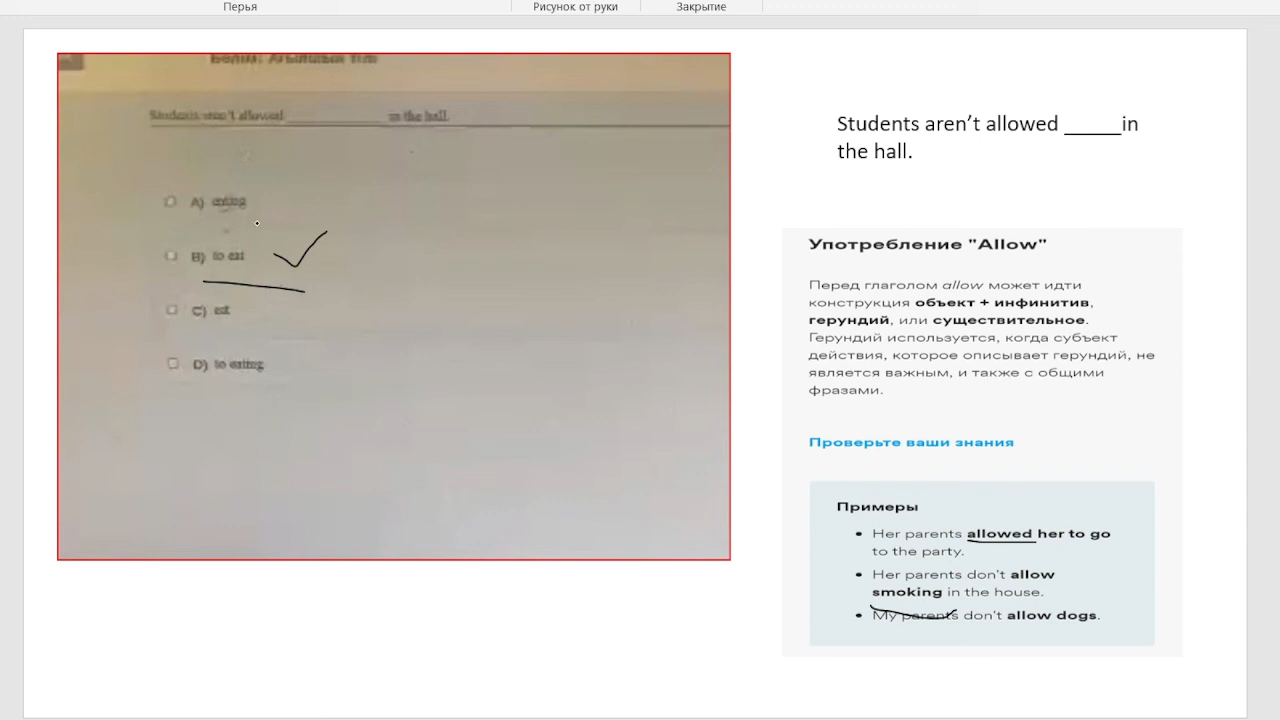 Перья
Рисунок от руки
Закрытие
Бөлім: Ағылшын тілі
Students aren't allowed ______________ in the hall.
A) eating
B) to eat
C) eat
D) to eating
Students aren’t allowed _____in
the hall.
Употребление "Allow"
Перед глаголом allow может идти
конструкция объект + инфинитив,
герундий, или существительное.
Герундий используется, когда субъект
действия, которое описывает герундий, не
является важным, и также с общими
фразами.
Проверьте ваши знания
Примеры
• Her parents allowed her to go
to the party.
• Her parents don't allow
smoking in the house.
• My parents don't allow dogs.